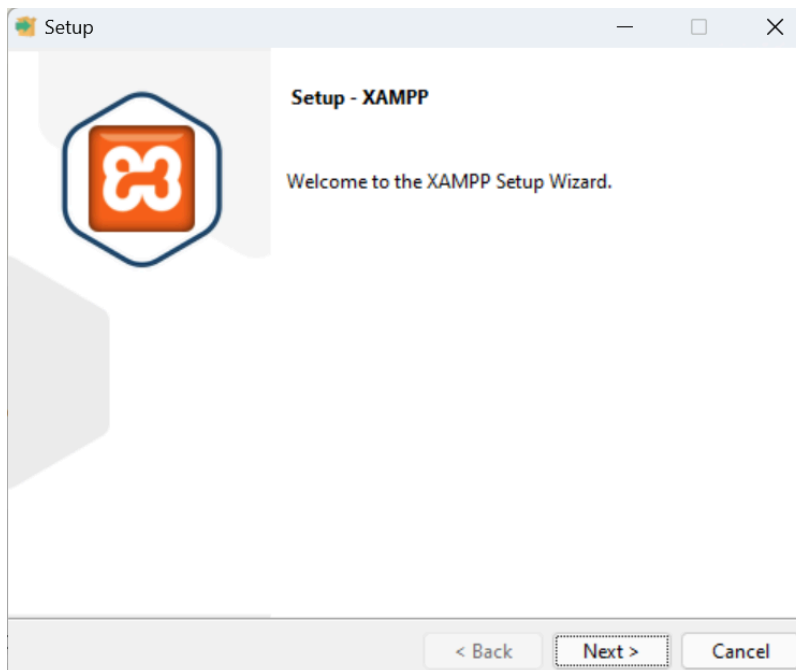 Setup
Setup - XAMPP
Welcome to the XAMPP Setup Wizard.
< Back
Next >
Cancel